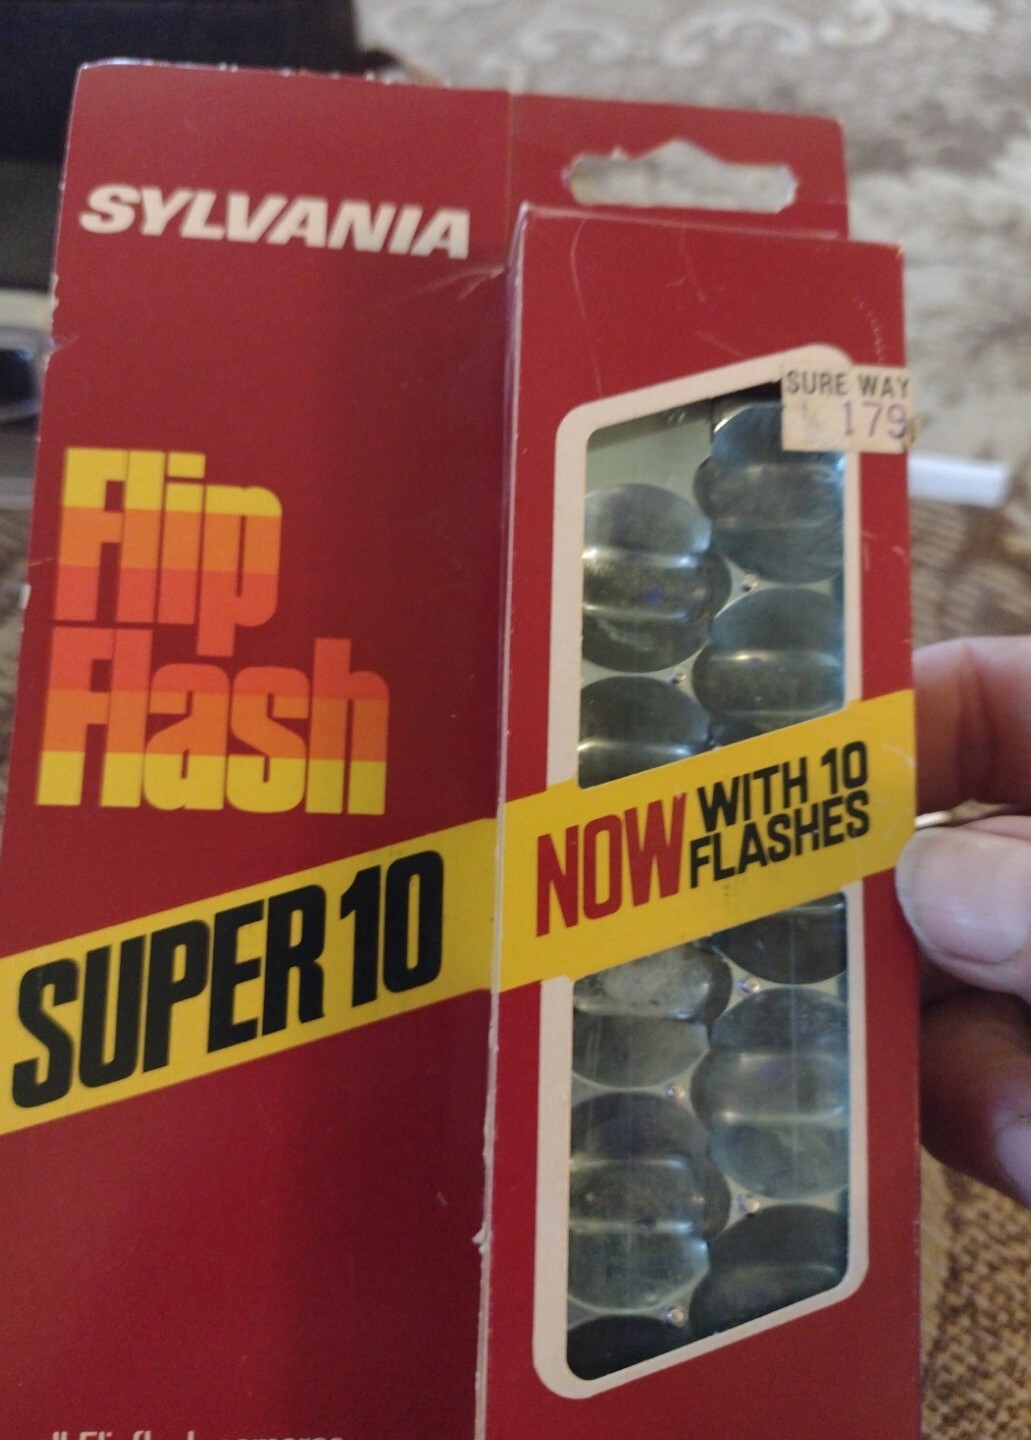 SYLVANIA
SURE WAY
179
Flip
Flash
NOW WITH 10
FLASHES
SUPER 10